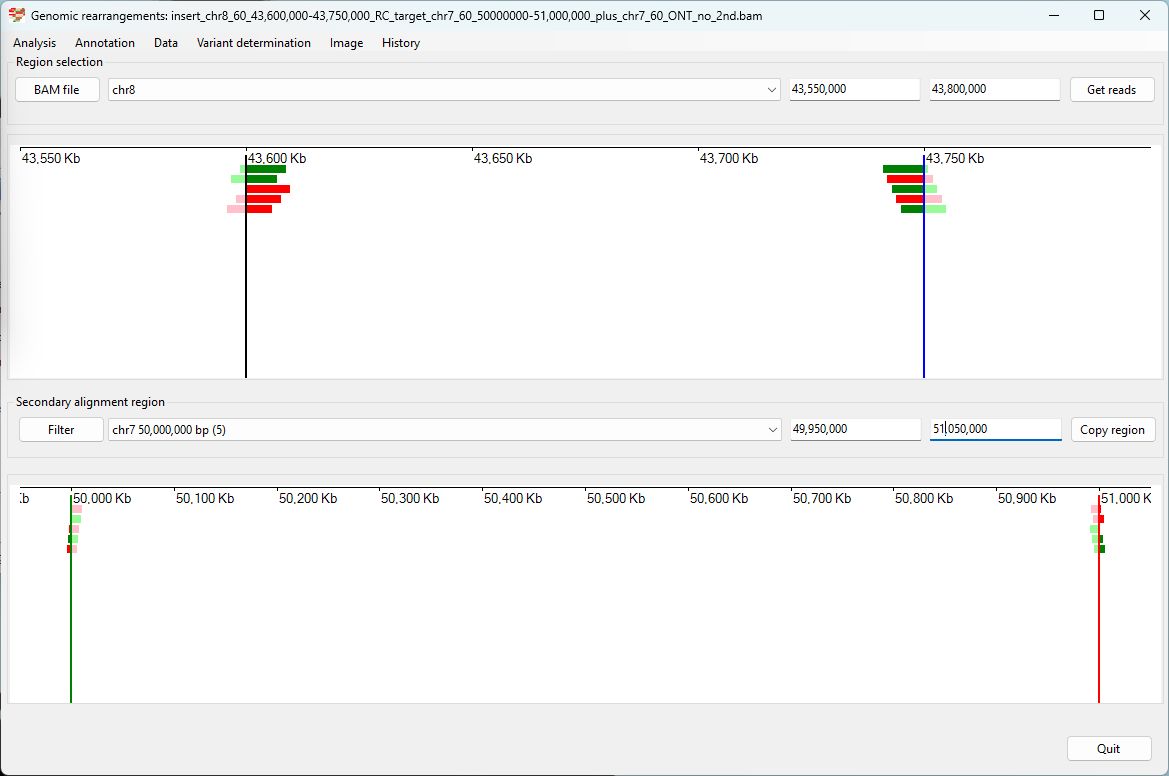 Genomic rearrangements: insert_chr8_60_43,600,000-43,750,000_RC_target_chr7_60_50000000-51,000,000_plus_chr7_60_ONT_no_2nd.bam
Analysis Annotation Data Variant determination Image History
Region selection
BAM file chr8 43,550,000 43,800,000 Get reads
43,550 Kb 43,600 Kb 43,650 Kb 43,700 Kb 43,750 Kb
Secondary alignment region
Filter chr7 50,000,000 bp (5) 49,950,000 51,050,000 Copy region
Kb 50,000 Kb 50,100 Kb 50,200 Kb 50,300 Kb 50,400 Kb 50,500 Kb 50,600 Kb 50,700 Kb 50,800 Kb 50,900 Kb 51,000 K
Quit